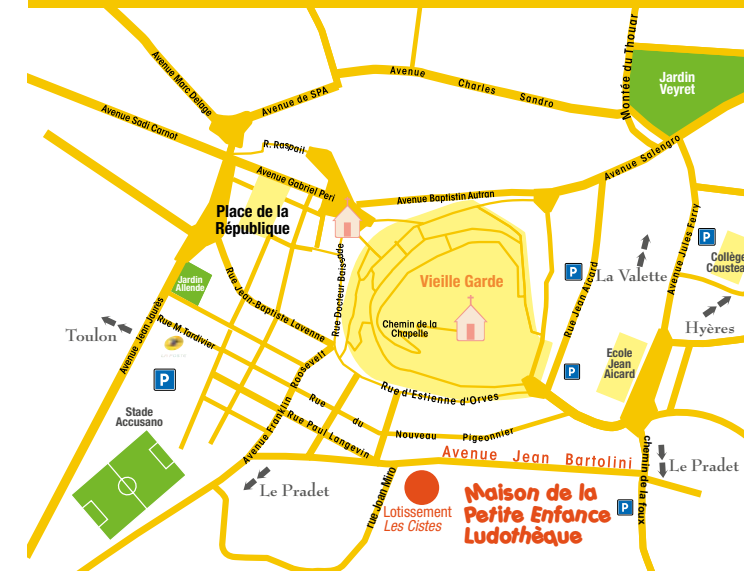 Avenue Marc Delage
Avenue de SPA
Avenue Charles Sandro
Montée du Thouar
Jardin
Veyret
Avenue Sadi Carnot
R. Raspail
Avenue Gabriel Peri
Avenue Salengro
Avenue Baptistin Autran
Place de la
République
Rue Docteur Boissade
Avenue Jules Ferry
P
Collège
Coustea
Vieille Garde
P
La Valette
Jardin
Allende
Rue Jean-Baptiste Lavenne
Rue Jean Aicard
Hyères
Toulon
Avenue Jean Jaurès
Rue M. Tardivier
Chemin de la
Chapelle
Ecole
Jean
Aicard
P
P
Avenue Franklin Roosevelt
Rue d'Estienne d'Orves
Stade
Accusano
Rue Paul Langevin
Rue du Nouveau Pigeonnier
Avenue Jean Bartolini
chemin de la foux
Le Pradet
Le Pradet
rue Joan Miro
Lotissement
Les Cistes
Maison de la
Petite Enfance
Ludothèque
P